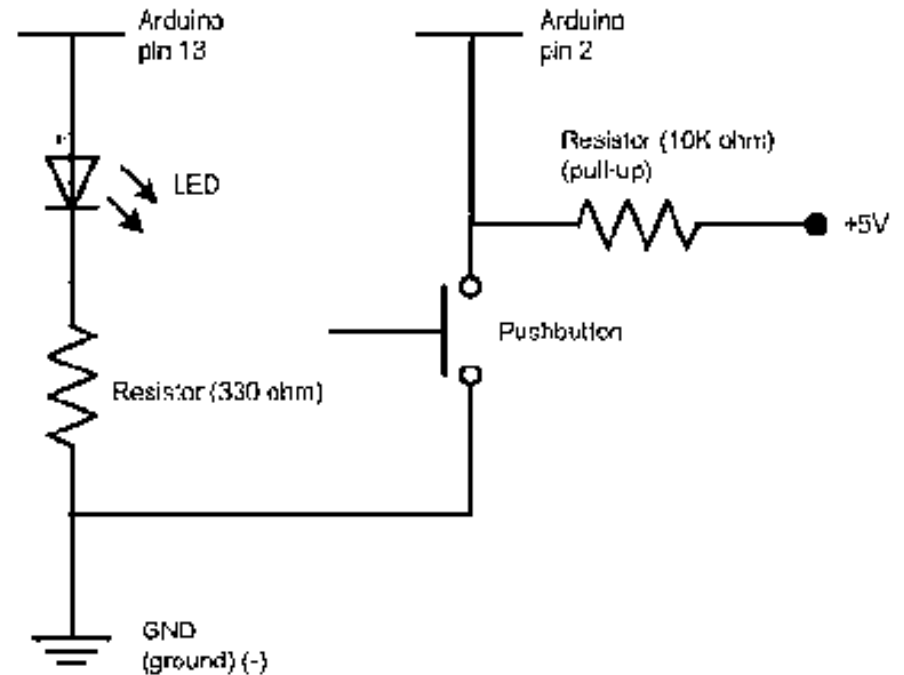 Arduino
pin 13
Arduino
pin 2
Resistor (10K ohm)
(pull-up)
LED
+5V
Pushbutton
Resistor (330 ohm)
GND
(ground) (-)